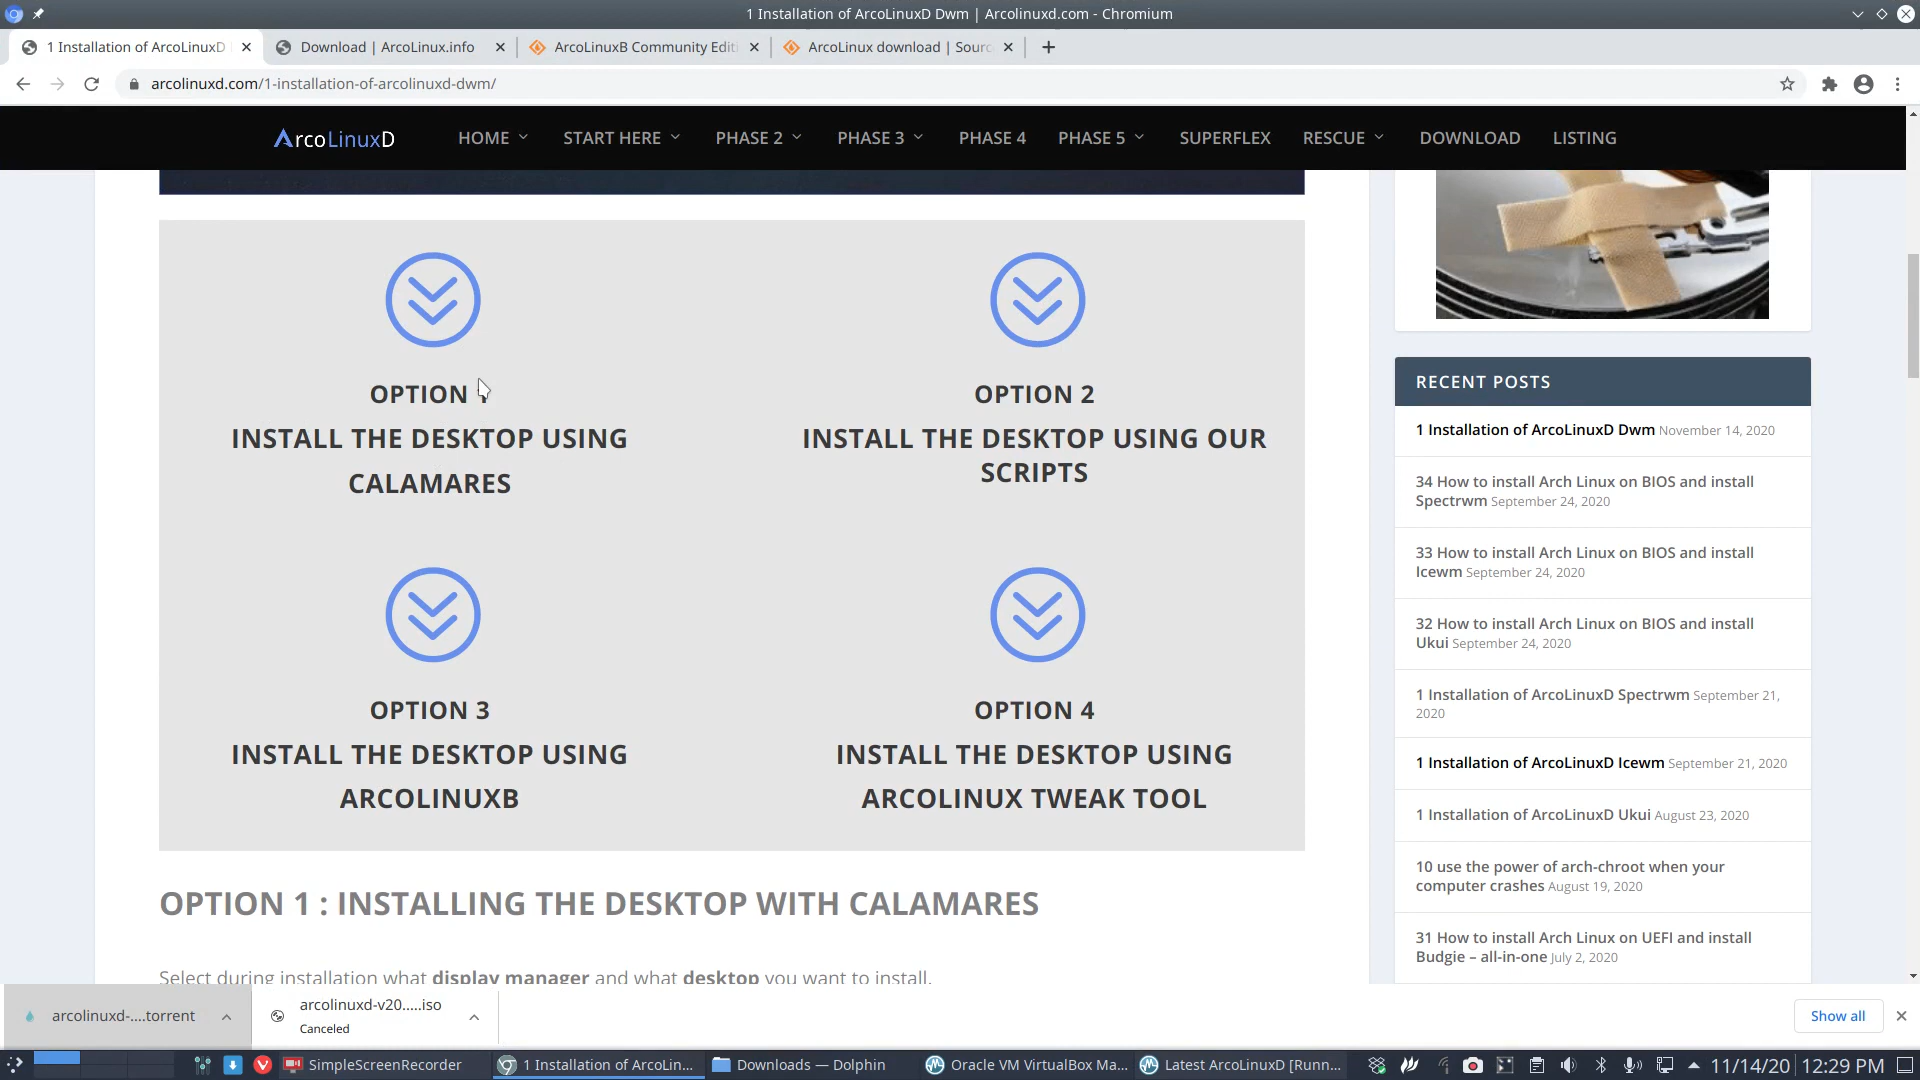 1 Installation of ArcoLinuxD Dwm | Arcolinuxd.com - Chromium
1 Installation of ArcoLinuxD
Download | ArcoLinux.info
ArcoLinuxB Community Editi
ArcoLinux download | Sourc
arcolinuxd.com/1-installation-of-arcolinuxd-dwm/
ArcoLinuxD
HOME
START HERE
PHASE 2
PHASE 3
PHASE 4
PHASE 5
SUPERFLEX
RESCUE
DOWNLOAD
LISTING
OPTION 1
INSTALL THE DESKTOP USING
CALAMARES
OPTION 2
INSTALL THE DESKTOP USING OUR
SCRIPTS
OPTION 3
INSTALL THE DESKTOP USING
ARCOLINUXB
OPTION 4
INSTALL THE DESKTOP USING
ARCOLINUX TWEAK TOOL
OPTION 1 : INSTALLING THE DESKTOP WITH CALAMARES
Select during installation what display manager and what desktop you want to install.
RECENT POSTS
1 Installation of ArcoLinuxD Dwm November 14, 2020
34 How to install Arch Linux on BIOS and install
Spectrwm September 24, 2020
33 How to install Arch Linux on BIOS and install
Icewm September 24, 2020
32 How to install Arch Linux on BIOS and install
Ukui September 24, 2020
1 Installation of ArcoLinuxD Spectrwm September 21,
2020
1 Installation of ArcoLinuxD Icewm September 21, 2020
1 Installation of ArcoLinuxD Ukui August 23, 2020
10 use the power of arch-chroot when your
computer crashes August 19, 2020
31 How to install Arch Linux on UEFI and install
Budgie – all-in-one July 2, 2020
arcolinuxd-....torrent
arcolinuxd-v20.....iso
Canceled
Show all
SimpleScreenRecorder
1 Installation of ArcoLin...
Downloads — Dolphin
Oracle VM VirtualBox Ma...
Latest ArcoLinuxD [Runn...
11/14/20
12:29 PM